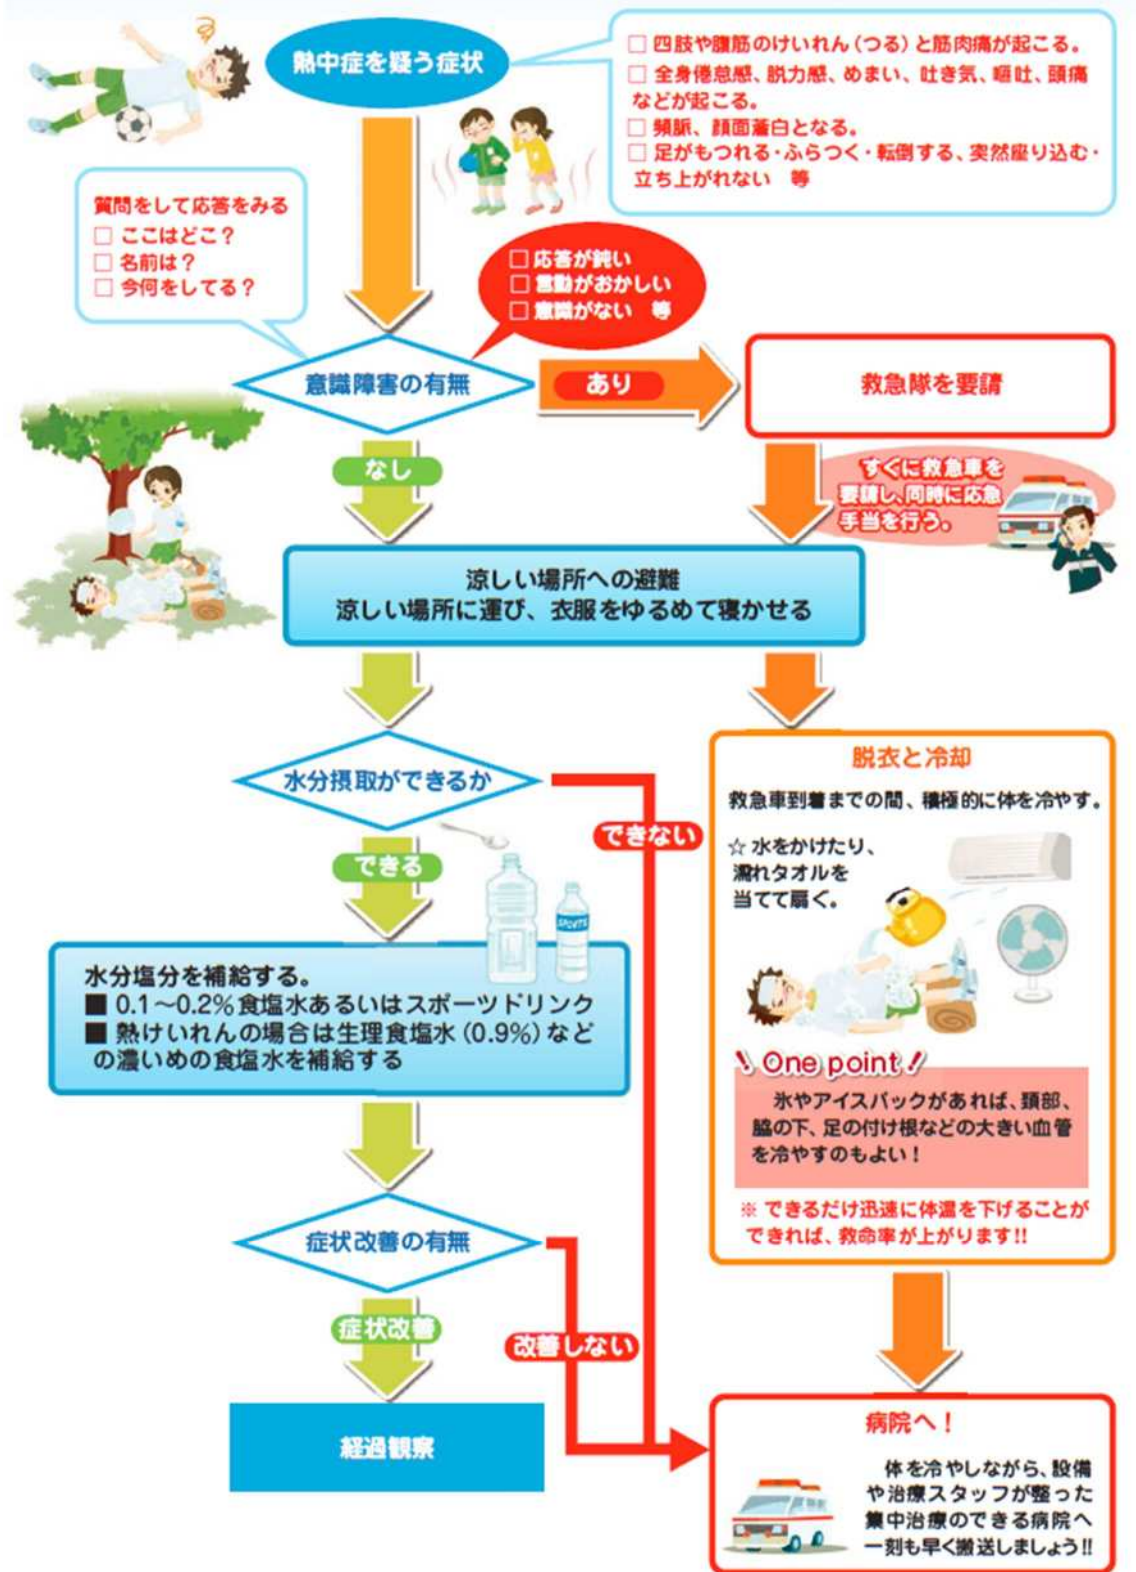 熱中症を疑う症状
□ 四肢や腹筋のけいれん(つる)と筋肉痛が起こる。
□ 全身倦怠感、脱力感、めまい、吐き気、嘔吐、頭痛
などが起こる。
□ 頻脈、顔面蒼白となる。
□ 足がもつれる・ふらつく・転倒する、突然座り込む・
立ち上がれない 等
質問をして応答をみる
□ ここはどこ?
□ 名前は?
□ 今何をしてる?
□ 応答が鈍い
□ 言動がおかしい
□ 意識がない 等
意識障害の有無
あり
救急隊を要請
なし
すぐに救急車を
要請し、同時に応急
手当を行う。
涼しい場所への避難
涼しい場所に運び、衣服をゆるめて寝かせる
水分摂取ができるか
できない
できる
SPORTS
水分塩分を補給する。
■ 0.1~0.2%食塩水あるいはスポーツドリンク
■ 熱けいれんの場合は生理食塩水(0.9%)など
の濃いめの食塩水を補給する
脱衣と冷却
救急車到着までの間、積極的に体を冷やす。
☆ 水をかけたり、
濡れタオルを
当てて扇ぐ。
! One point !
氷やアイスパックがあれば、頚部、
脇の下、足の付け根などの大きい血管
を冷やすのもよい!
※ できるだけ迅速に体温を下げることが
できれば、救命率が上がります!!
症状改善の有無
症状改善
改善しない
経過観察
病院へ!
体を冷やしながら、設備
や治療スタッフが整った
集中治療のできる病院へ
一刻も早く搬送しましょう!!